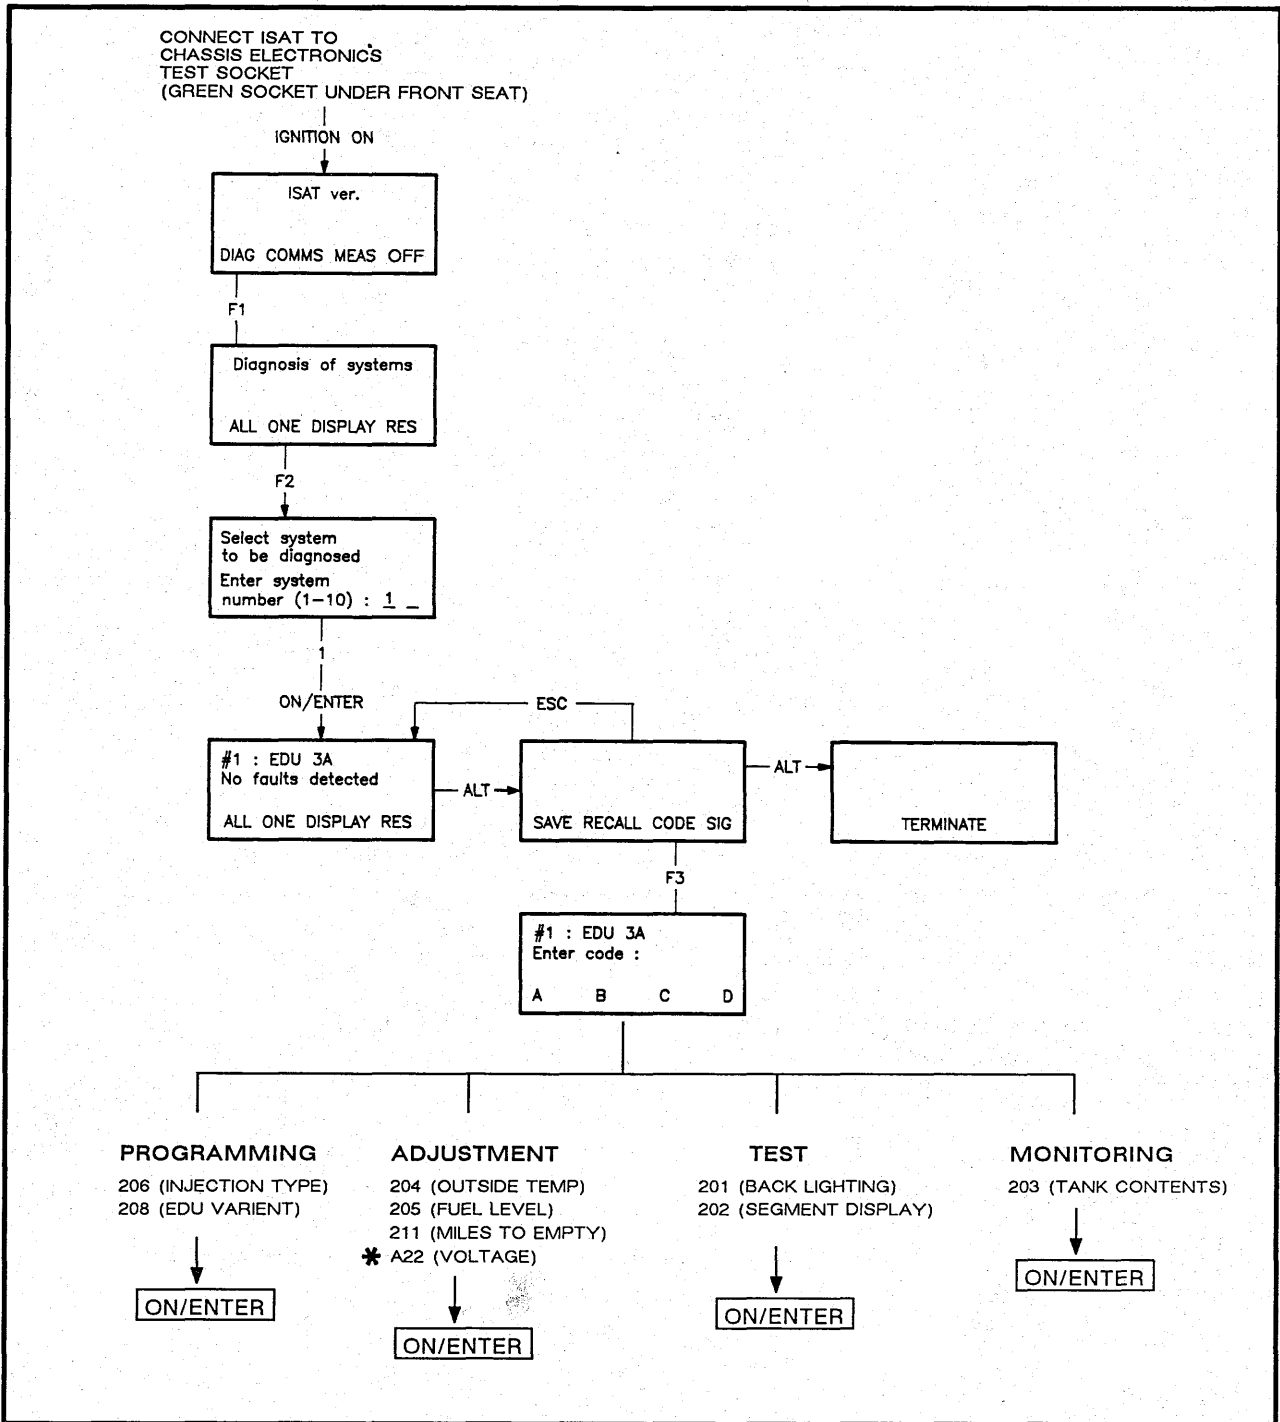 CONNECT ISAT TO
CHASSIS ELECTRONICS
TEST SOCKET
(GREEN SOCKET UNDER FRONT SEAT)
IGNITION ON
ISAT ver.
DIAG COMMS MEAS OFF
F1
Diagnosis of systems
ALL ONE DISPLAY RES
F2
Select system
to be diagnosed
Enter system
number (1-10) : 1 _
1
ON/ENTER
ESC
#1 : EDU 3A
No faults detected
ALL ONE DISPLAY RES
ALT
SAVE RECALL CODE SIG
ALT
TERMINATE
F3
#1 : EDU 3A
Enter code :
A B C D
PROGRAMMING
206 (INJECTION TYPE)
208 (EDU VARIENT)
ON/ENTER
ADJUSTMENT
204 (OUTSIDE TEMP)
205 (FUEL LEVEL)
211 (MILES TO EMPTY)
* A22 (VOLTAGE)
ON/ENTER
TEST
201 (BACK LIGHTING)
202 (SEGMENT DISPLAY)
ON/ENTER
MONITORING
203 (TANK CONTENTS)
ON/ENTER